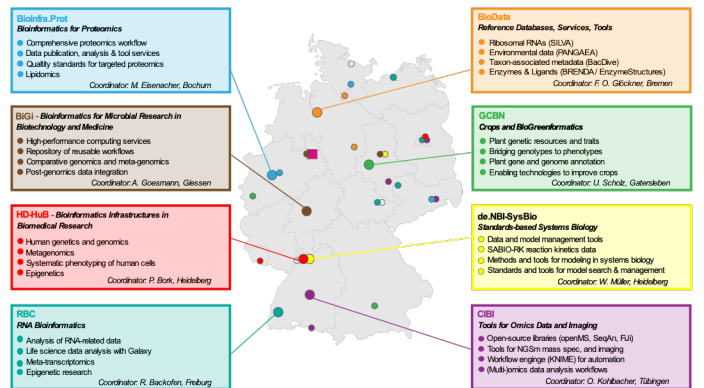 BioInfra.Prot
Bioinformatics for Proteomics
Comprehensive proteomics workflow
Data publication, analysis & tool services
Quatlity standards for targeted proteomics
Lipidomics
Coordinator: M. Eisenacher, Bochum
BiGi - Bioinformatics for Microbial Research in
Biotechnology and Medicine
High-performance computing services
Repository of reusable workflows
Comparative genomics and meta-genomics
Post-genomics data integration
Coordinator: A. Goesmann, Giessen
HD-HuB - Bioinformatics Infrastructures in
Biomedical Research
Human genetics and genomics
Metagenomics
Systematic phenotyping of human cells
Epigenetics
Coordinator: P. Bork, Heidelberg
RBC
RNA Bioinformatics
Analysis of RNA-related data
Life science data analysis with Galaxy
Meta-transcriptomics
Epigenetic research
Coordinator: R. Backofen, Freiburg
BioData
Reference Databases, Services, Tools
Ribosomal RNAs (SILVA)
Environmental data (PANGAEA)
Taxon-associated metadata (BacDive)
Enzymes & Ligands (BRENDA / EnzymeStructures)
Coordinator: F. O. Glöckner, Bremen
GCBN
Crops and BioGreenformatics
Plant genetic resources and traits
Bridging genotypes to phenotypes
Plant gene and genome annotation
Enabling technologies to improve crops
Coordinator: U. Scholz, Gatersleben
de.NBI-SysBio
Standards-based Systems Biology
Data and model management tools
SABIO-RK reaction kinetics data
Methods and tools for modeling in systems biology
Standards and tools for model search & management
Coordinator: W. Müller, Heidelberg
CIBI
Tools for Omics Data and Imaging
Open-source libraries (openMS, SeqAn, FIJi)
Tools for NGSm mass spec, and imaging
Workflow enginge (KNIME) for automation
(Multi-)omics data analysis workflows
Coordinator: O. Kohlbacher, Tübingen